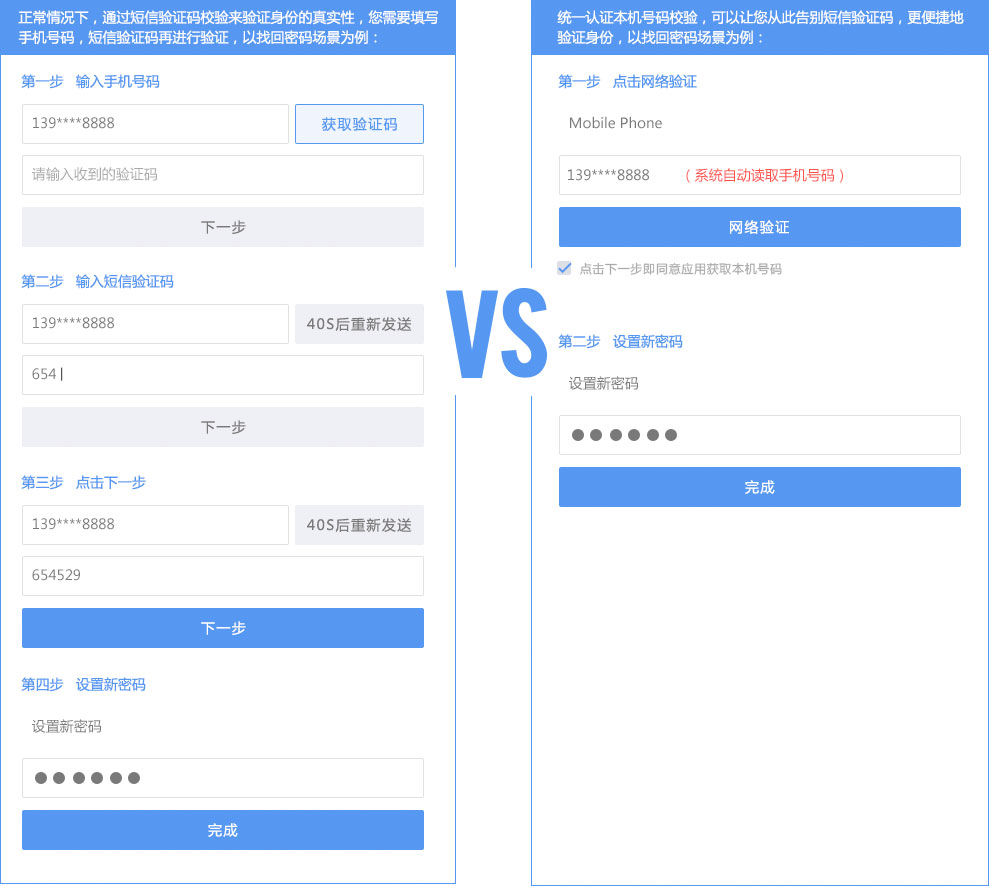 正常情况下，通过短信验证码校验来验证身份的真实性，您需要填写
手机号码，短信验证码再进行验证，以找回密码场景为例：
第一步 输入手机号码
139****8888 获取验证码
请输入收到的验证码
下一步
第二步 输入短信验证码
139****8888 40S后重新发送
654
下一步
第三步 点击下一步
139****8888 40S后重新发送
654529
下一步
第四步 设置新密码
设置新密码
●●●●●●
完成
VS
统一认证本机号码校验，可以让您从此告别短信验证码，更便捷地
验证身份，以找回密码场景为例：
第一步 点击网络验证
Mobile Phone
139****8888 （系统自动读取手机号码）
网络验证
点击下一步即同意应用获取本机号码
第二步 设置新密码
设置新密码
●●●●●●
完成